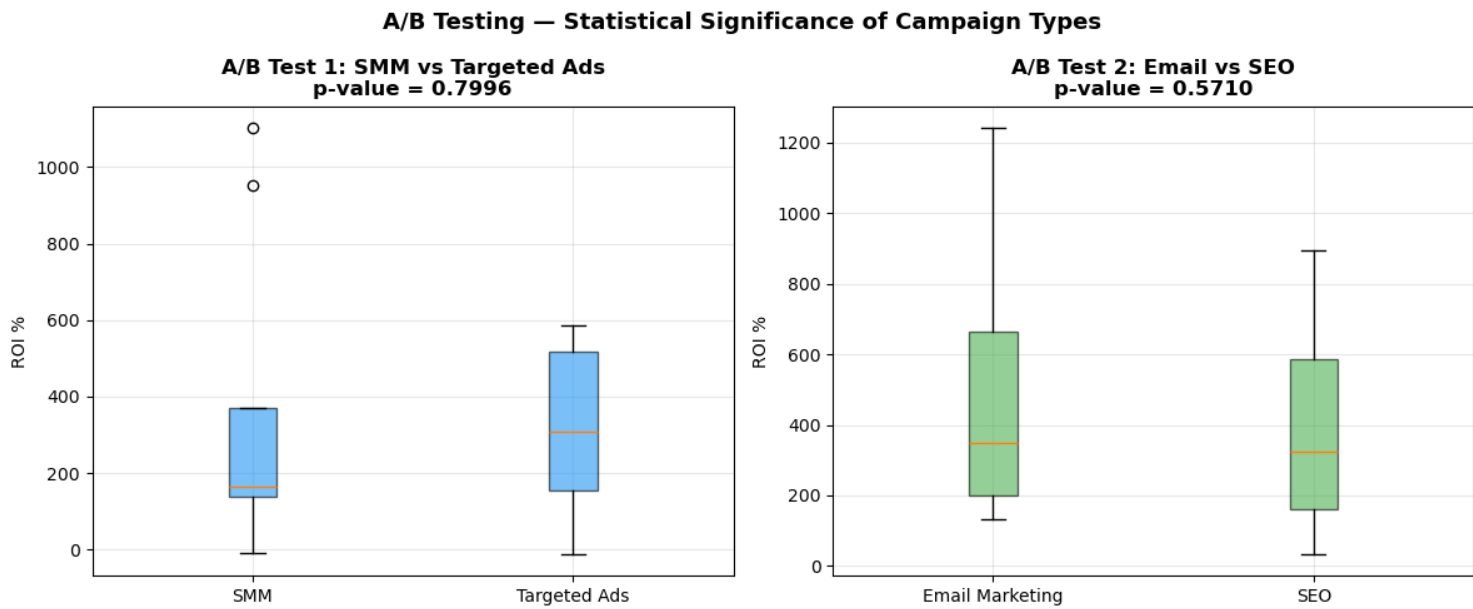 A/B Testing — Statistical Significance of Campaign Types
A/B Test 1: SMM vs Targeted Ads
p-value = 0.7996
ROI %
1000
800
600
400
200
0
SMM
Targeted Ads
A/B Test 2: Email vs SEO
p-value = 0.5710
ROI %
1200
1000
800
600
400
200
0
Email Marketing
SEO